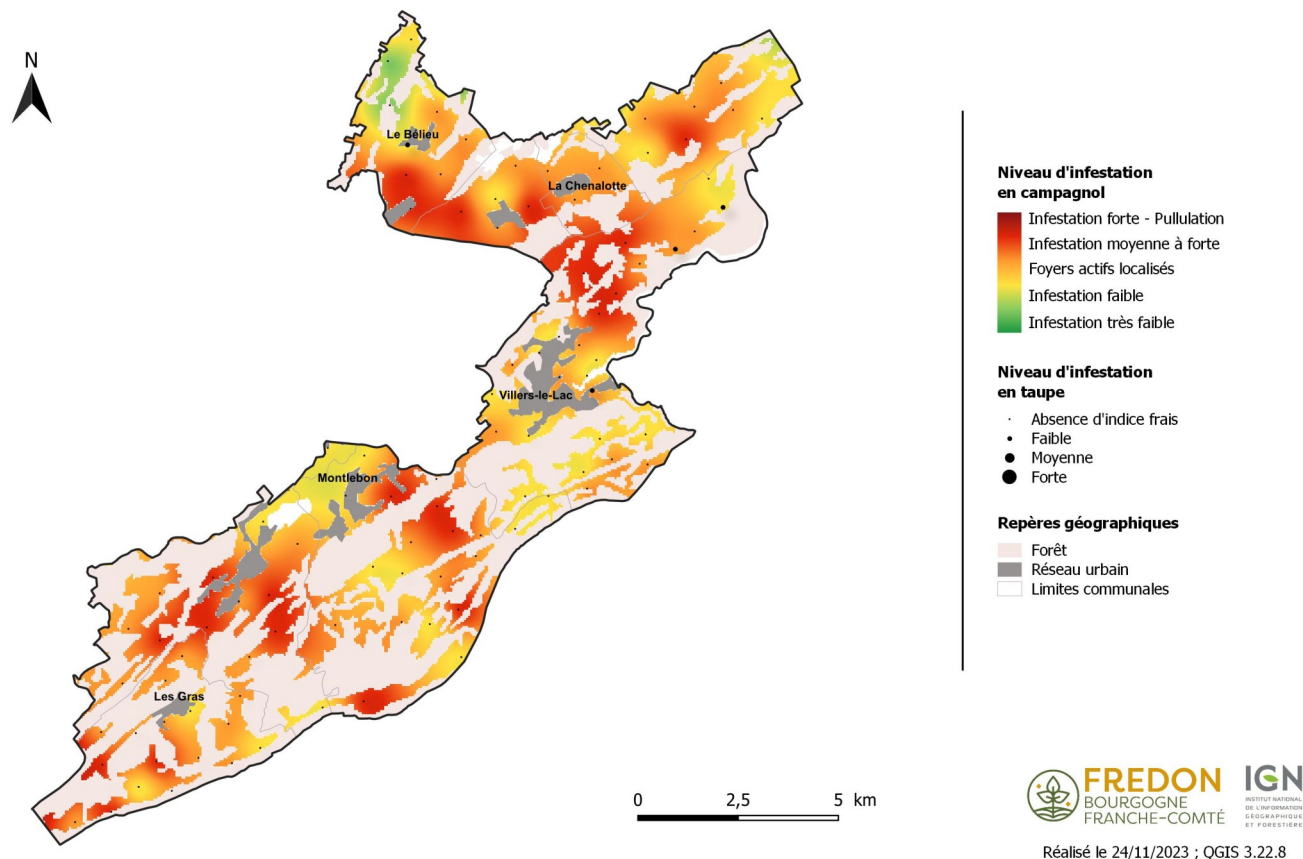 N
Le Bélieu
La Chenalotte
Villers-le-Lac
Montlebon
Les Gras
Niveau d'infestation
en campagnol
Infestation forte - Pullulation
Infestation moyenne à forte
Foyers actifs localisés
Infestation faible
Infestation très faible
Niveau d'infestation
en taupe
Absence d'indice frais
Faible
Moyenne
Forte
Repères géographiques
Forêt
Réseau urbain
Limites communales
0 2,5 5 km
FREDON
BOURGOGNE
FRANCHE-COMTÉ
IGN
INSTITUT NATIONAL
DE L'INFORMATION
GÉOGRAPHIQUE
ET FORESTIÈRE
Réalisé le 24/11/2023 ; QGIS 3.22.8